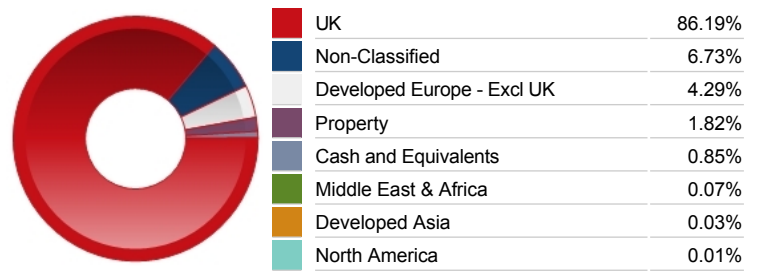 UK 86.19%
Non-Classified 6.73%
Developed Europe - Excl UK 4.29%
Property 1.82%
Cash and Equivalents 0.85%
Middle East & Africa 0.07%
Developed Asia 0.03%
North America 0.01%